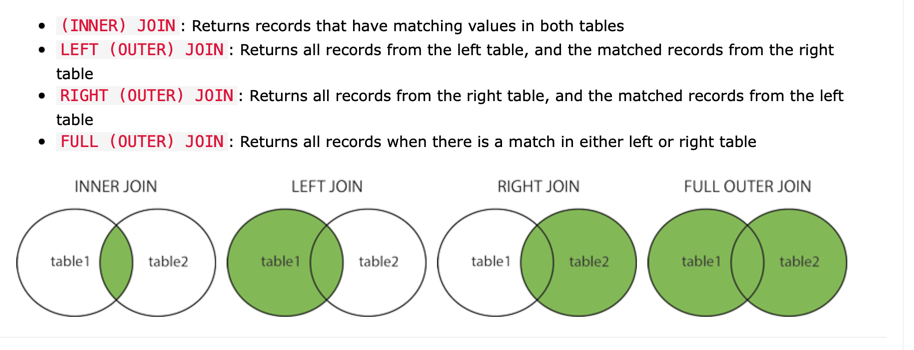 (INNER) JOIN : Returns records that have matching values in both tables
LEFT (OUTER) JOIN : Returns all records from the left table, and the matched records from the right
table
RIGHT (OUTER) JOIN : Returns all records from the right table, and the matched records from the left
table
FULL (OUTER) JOIN : Returns all records when there is a match in either left or right table
INNER JOIN LEFT JOIN RIGHT JOIN FULL OUTER JOIN
table1 table2 table1 table2 table1 table2 table1 table2